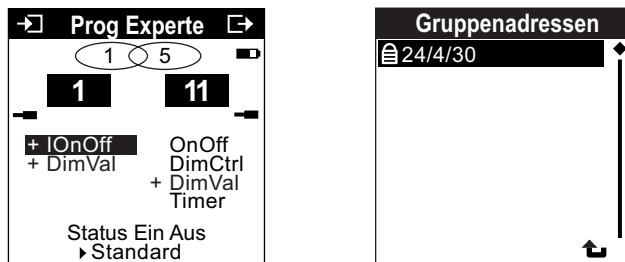 Prog Experte
1 5
1 11
+ IOnOff OnOff
+ DimVal DimCtrl
+ DimVal
Timer
Status Ein Aus
Standard
Gruppenadressen
24/4/30